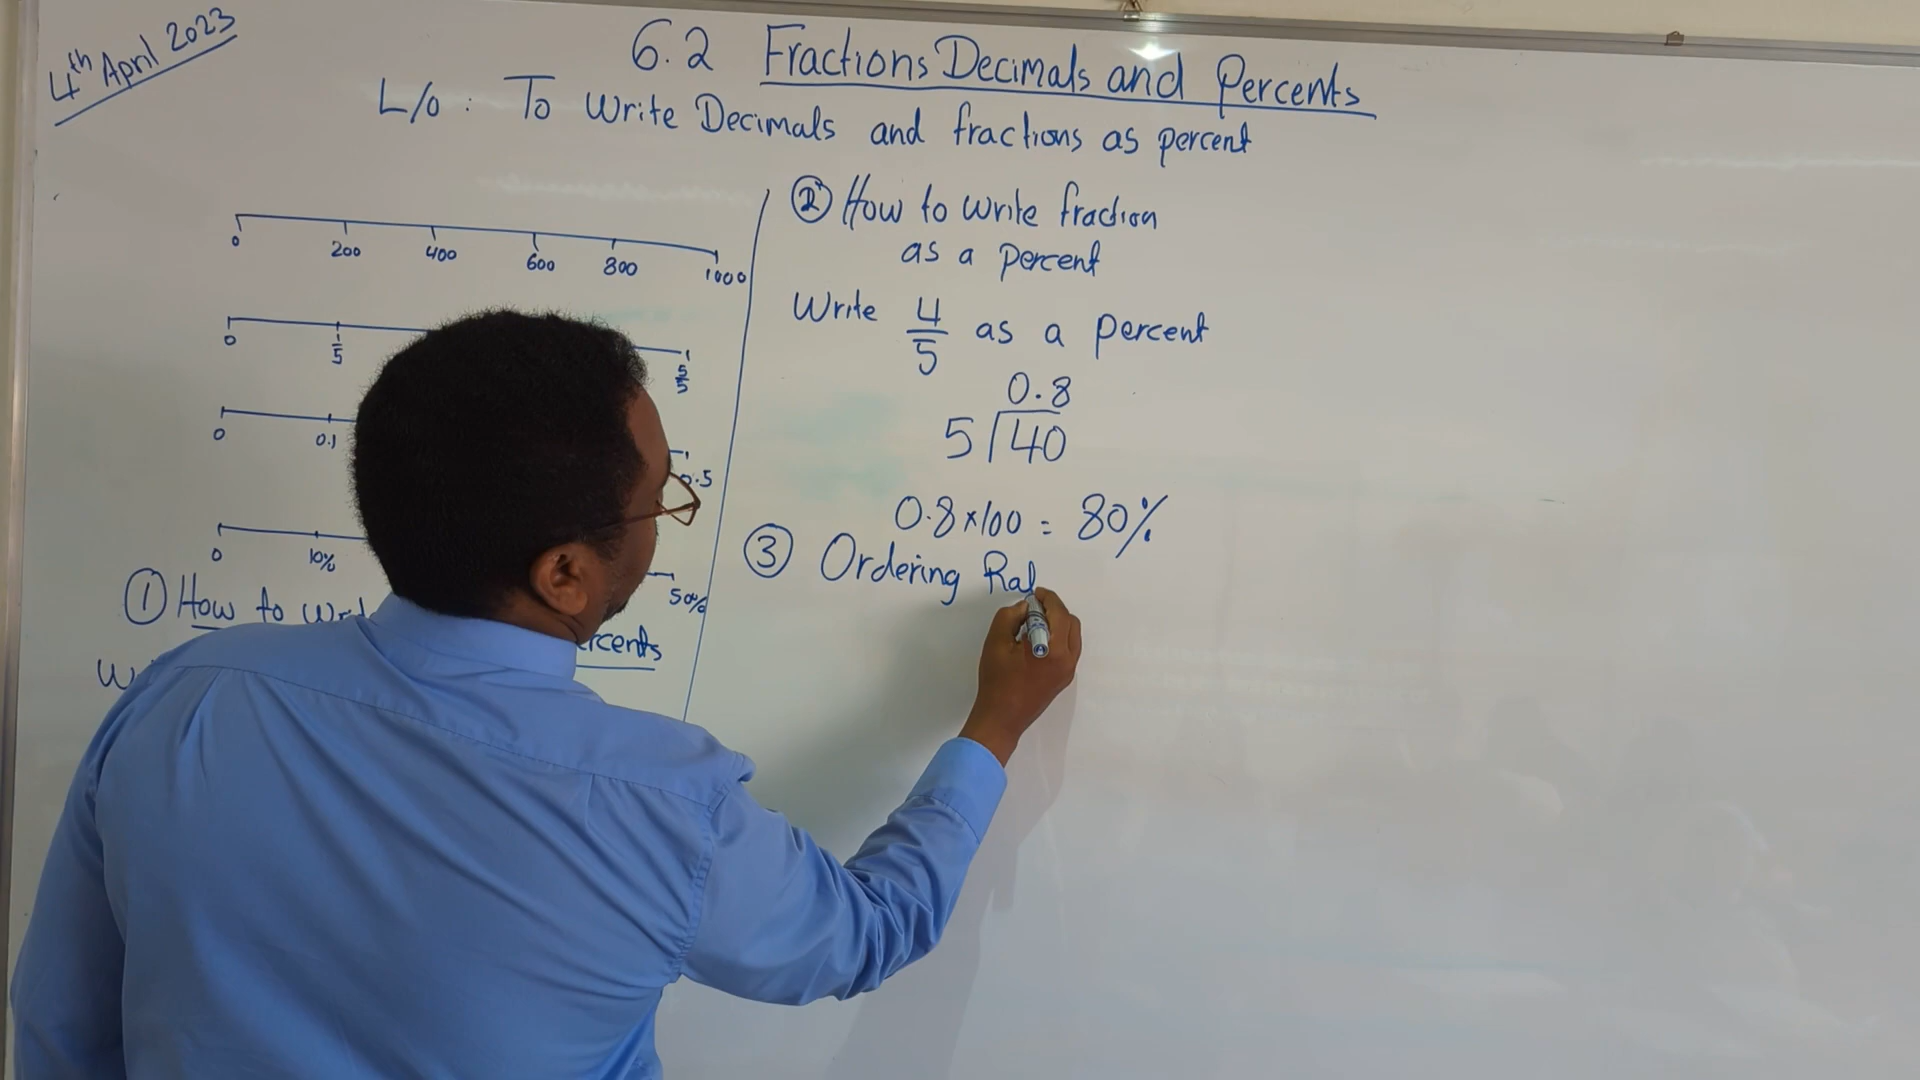 4th April 2023
6.2 Fractions Decimals and Percents
L/o: To Write Decimals and fractions as percent
0 200 400 600 800 1000
0 1/5 5/5
0 0.1 0.5
0 10% 50%
① How to
② How to write fraction
as a percent
Write 4/5 as a percent
0.8
5 40
0.8 × 100 = 80%
③ Ordering